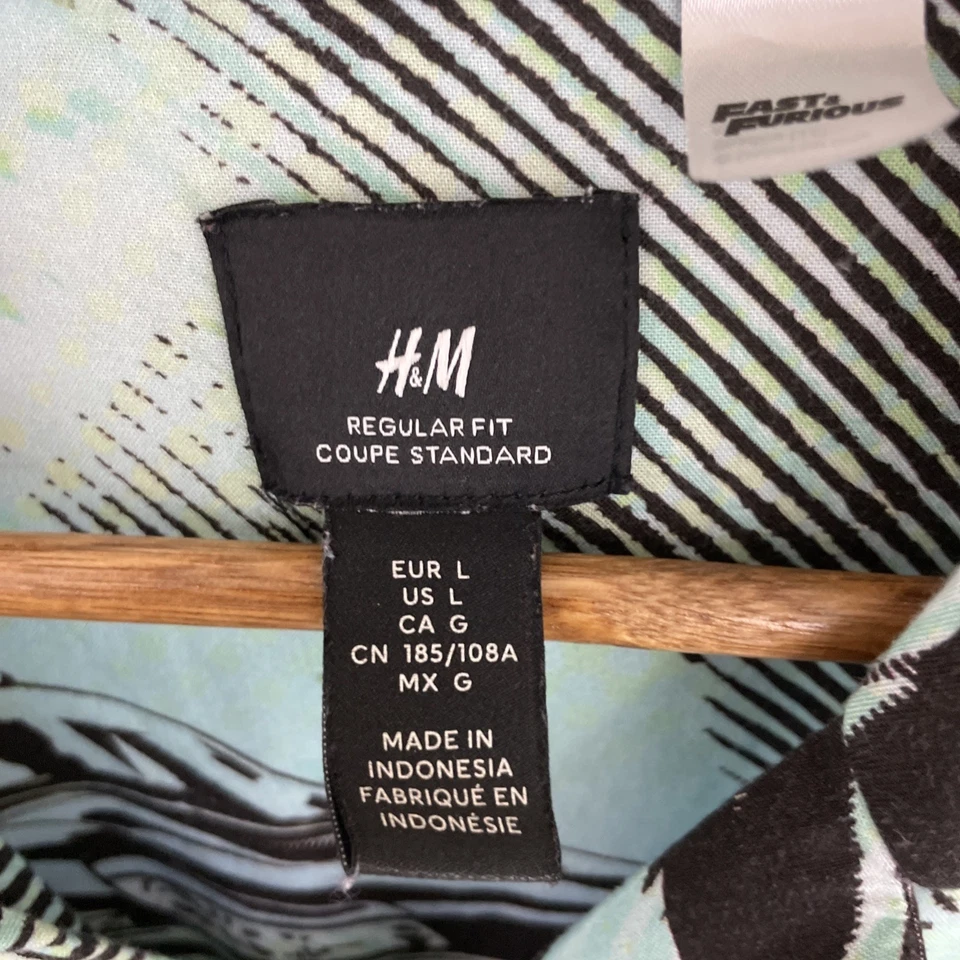 FAST &
FURIOUS
H&M
REGULAR FIT
COUPE STANDARD
EUR L
US L
CA G
CN 185/108A
MX G
MADE IN
INDONESIA
FABRIQUÉ EN
INDONÉSIE